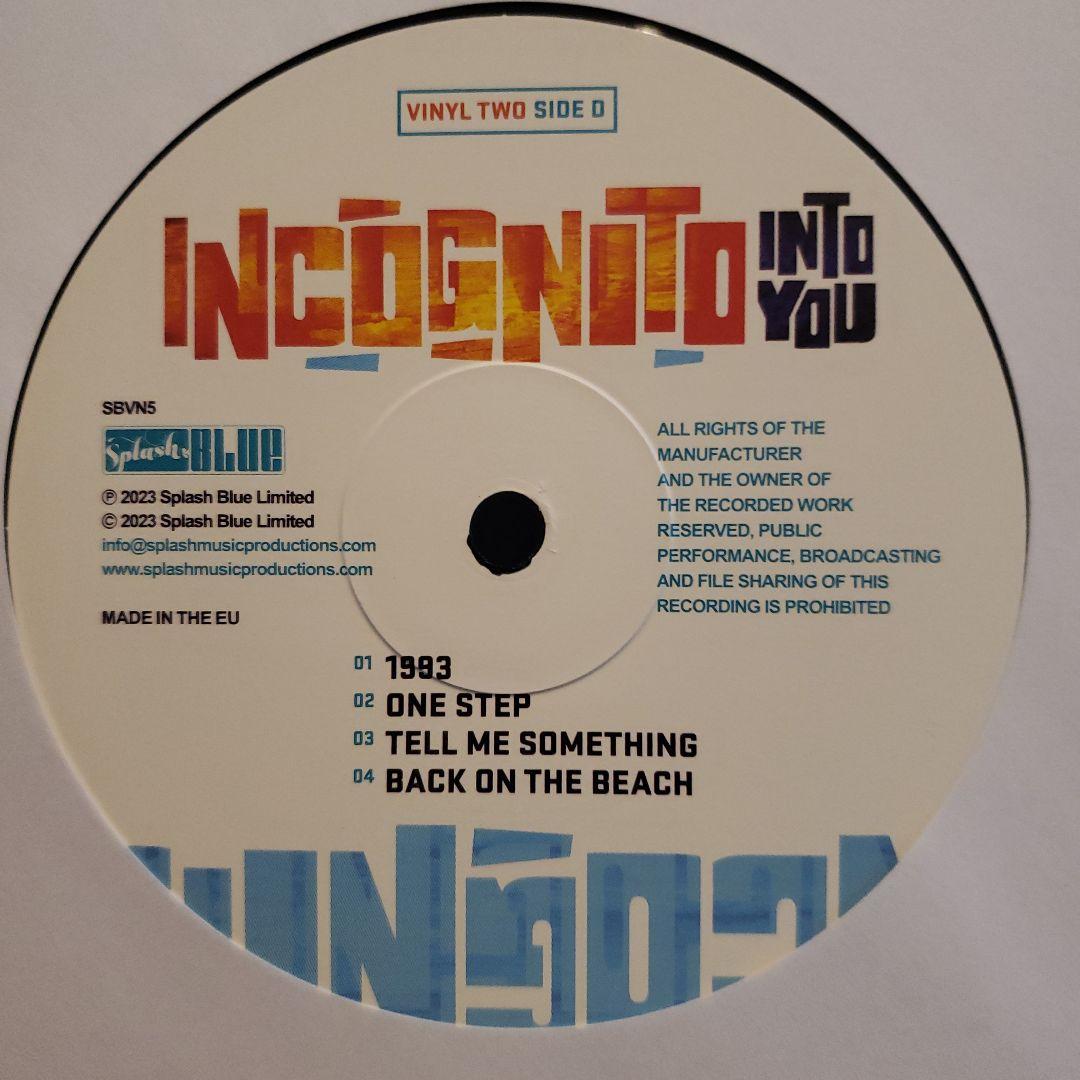 VINYL TWO SIDE D
INCOGNITO
INTO
YOU
SBVN5
Splash BLUE
℗ 2023 Splash Blue Limited
© 2023 Splash Blue Limited
info@splashmusicproductions.com
www.splashmusicproductions.com
MADE IN THE EU
ALL RIGHTS OF THE
MANUFACTURER
AND THE OWNER OF
THE RECORDED WORK
RESERVED, PUBLIC
PERFORMANCE, BROADCASTING
AND FILE SHARING OF THIS
RECORDING IS PROHIBITED
01 1993
02 ONE STEP
03 TELL ME SOMETHING
04 BACK ON THE BEACH